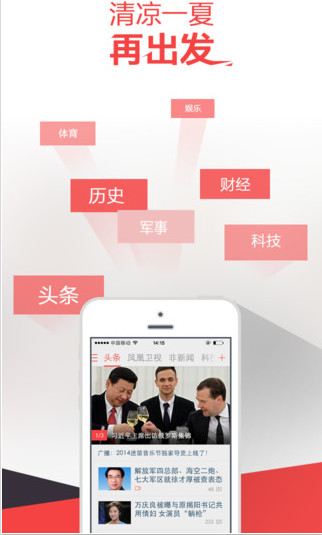 清凉一夏
再出发
娱乐
体育
财经
历史
军事
科技
头条
中国移动 14:15
头条 凤凰卫视 非新闻 科技 +
1/3 习近平主席出访俄罗斯集锦
广播：2014迷笛音乐节独家导览上线了！
解放军四总部、海空二炮、
七大军区就徐才厚被查表态
万庆良被曝与原揭阳书记共
用情妇 女演员“躺枪”